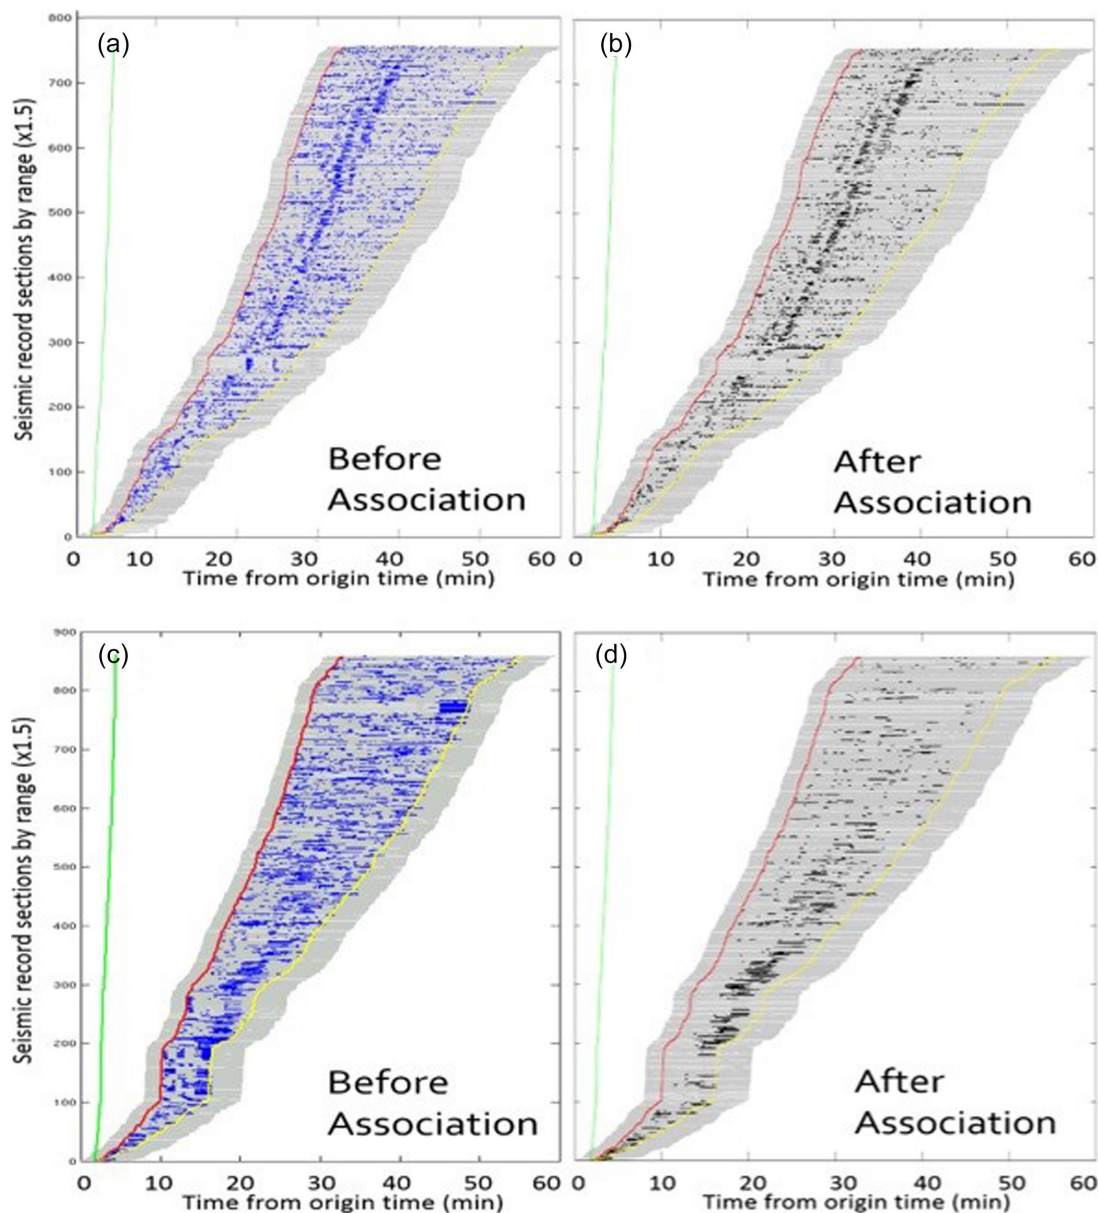 (a)
(b)
800
700
600
500
400
300
200
100
0
Seismic record sections by range (x1.5)
Before
Association
After
Association
0 10 20 30 40 50 60
0 10 20 30 40 50 60
Time from origin time (min)
Time from origin time (min)
(c)
(d)
900
800
700
600
500
400
300
200
100
0
Seismic record sections by range (x1.5)
Before
Association
After
Association
0 10 20 30 40 50 60
0 10 20 30 40 50 60
Time from origin time (min)
Time from origin time (min)